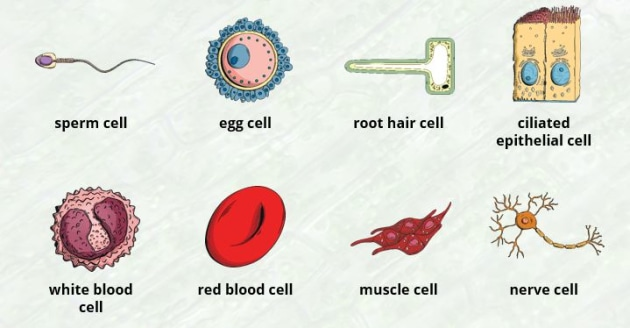 sperm cell
egg cell
root hair cell
ciliated
epithelial cell
white blood
cell
red blood cell
muscle cell
nerve cell